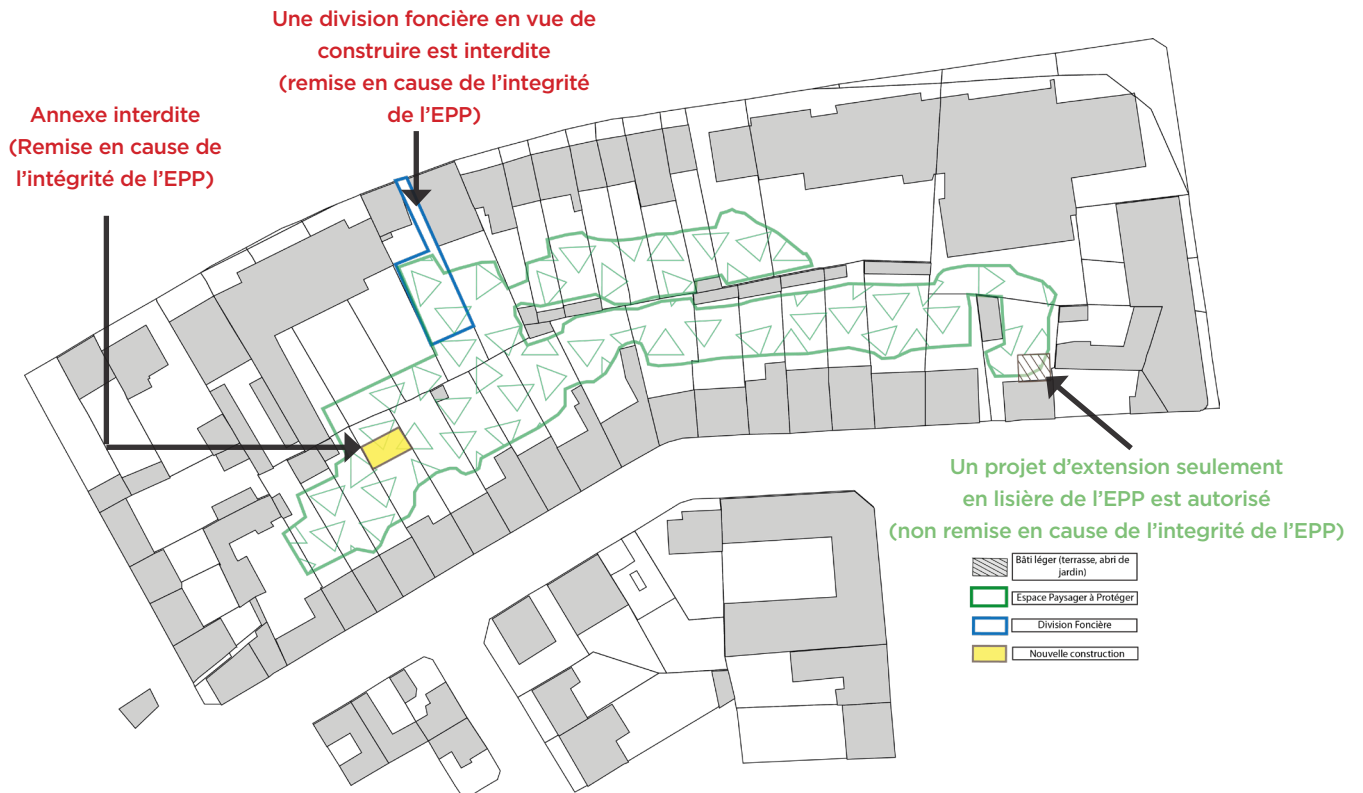 Une division foncière en vue de
construire est interdite
(remise en cause de l'integrité
de l'EPP)
Annexe interdite
(Remise en cause de
l'intégrité de l'EPP)
Un projet d'extension seulement
en lisière de l'EPP est autorisé
(non remise en cause de l'integrité de l'EPP)
Bâti léger (terrasse, abri de
jardin)
Espace Paysager à Protéger
Division Foncière
Nouvelle construction